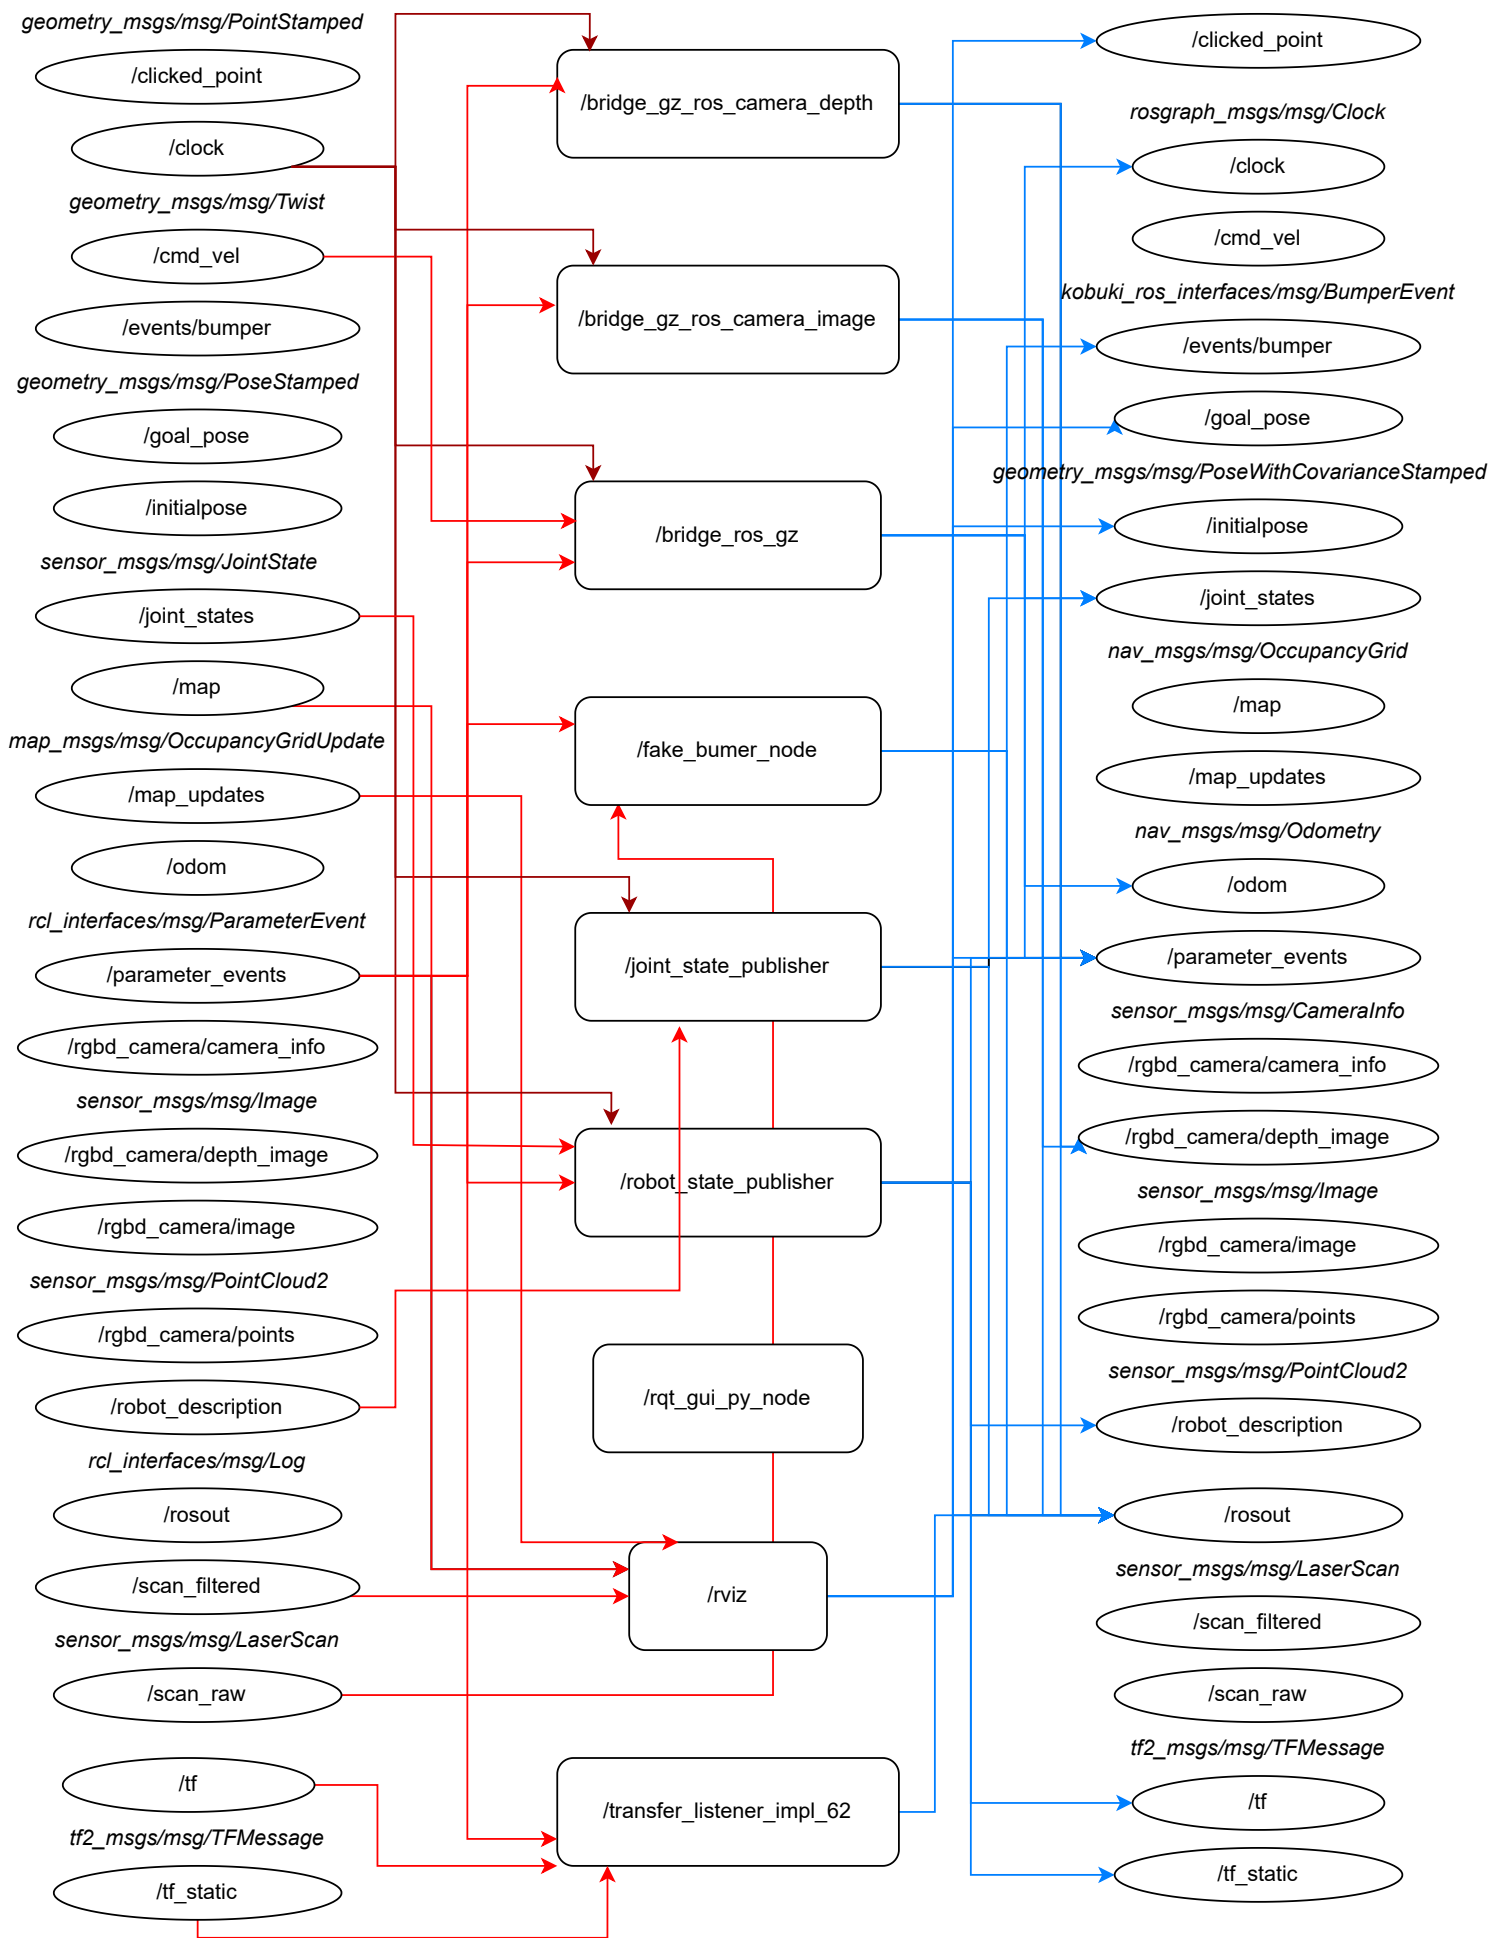 geometry_msgs/msg/PointStamped
/clicked_point
/clock
geometry_msgs/msg/Twist
/cmd_vel
/events/bumper
geometry_msgs/msg/PoseStamped
/goal_pose
/initialpose
sensor_msgs/msg/JointState
/joint_states
/map
map_msgs/msg/OccupancyGridUpdate
/map_updates
/odom
rcl_interfaces/msg/ParameterEvent
/parameter_events
/rgbd_camera/camera_info
sensor_msgs/msg/Image
/rgbd_camera/depth_image
/rgbd_camera/image
sensor_msgs/msg/PointCloud2
/rgbd_camera/points
/robot_description
rcl_interfaces/msg/Log
/rosout
/scan_filtered
sensor_msgs/msg/LaserScan
/scan_raw
/tf
tf2_msgs/msg/TFMessage
/tf_static
/bridge_gz_ros_camera_depth
/bridge_gz_ros_camera_image
/bridge_ros_gz
/fake_bumer_node
/joint_state_publisher
/robot_state_publisher
/rqt_gui_py_node
/rviz
/transfer_listener_impl_62
/clicked_point
rosgraph_msgs/msg/Clock
/clock
/cmd_vel
kobuki_ros_interfaces/msg/BumperEvent
/events/bumper
/goal_pose
geometry_msgs/msg/PoseWithCovarianceStamped
/initialpose
/joint_states
nav_msgs/msg/OccupancyGrid
/map
/map_updates
nav_msgs/msg/Odometry
/odom
/parameter_events
sensor_msgs/msg/CameraInfo
/rgbd_camera/camera_info
/rgbd_camera/depth_image
sensor_msgs/msg/Image
/rgbd_camera/image
/rgbd_camera/points
sensor_msgs/msg/PointCloud2
/robot_description
/rosout
sensor_msgs/msg/LaserScan
/scan_filtered
/scan_raw
tf2_msgs/msg/TFMessage
/tf
/tf_static